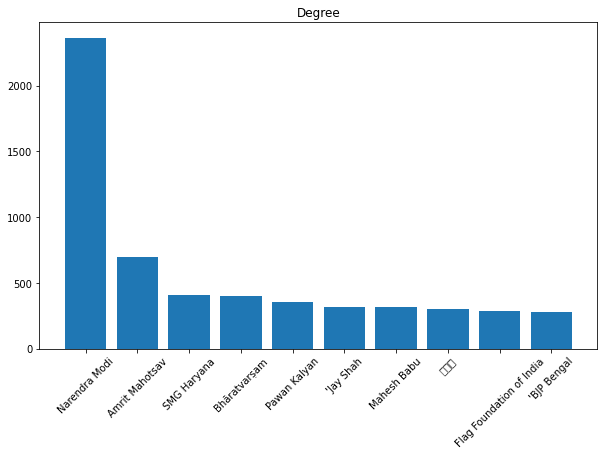 Degree
2000
1500
1000
500
0
Narendra Modi
Amrit Mahotsav
SMG Haryana
Bhāratvarsam
Pawan Kalyan
'Jay Shah
Mahesh Babu
Flag Foundation of India
'BJP Bengal